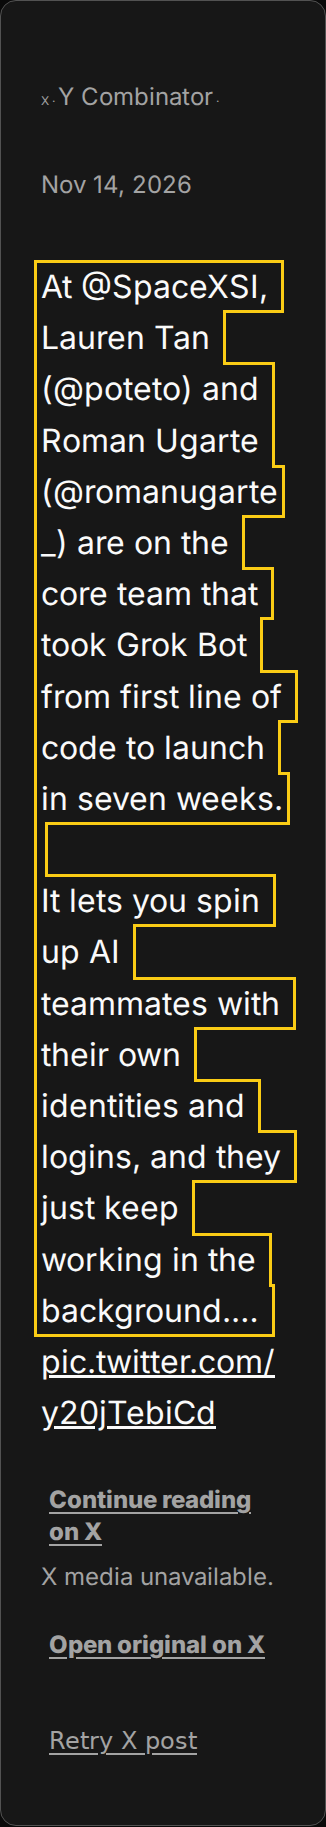 X · Y Combinator ·
Nov 14, 2026
At @SpaceXSI,
Lauren Tan
(@poteto) and
Roman Ugarte
(@romanugarte
_) are on the
core team that
took Grok Bot
from first line of
code to launch
in seven weeks.
It lets you spin
up AI
teammates with
their own
identities and
logins, and they
just keep
working in the
background....
pic.twitter.com/
y20jTebiCd
Continue reading
on X
X media unavailable.
Open original on X
Retry X post